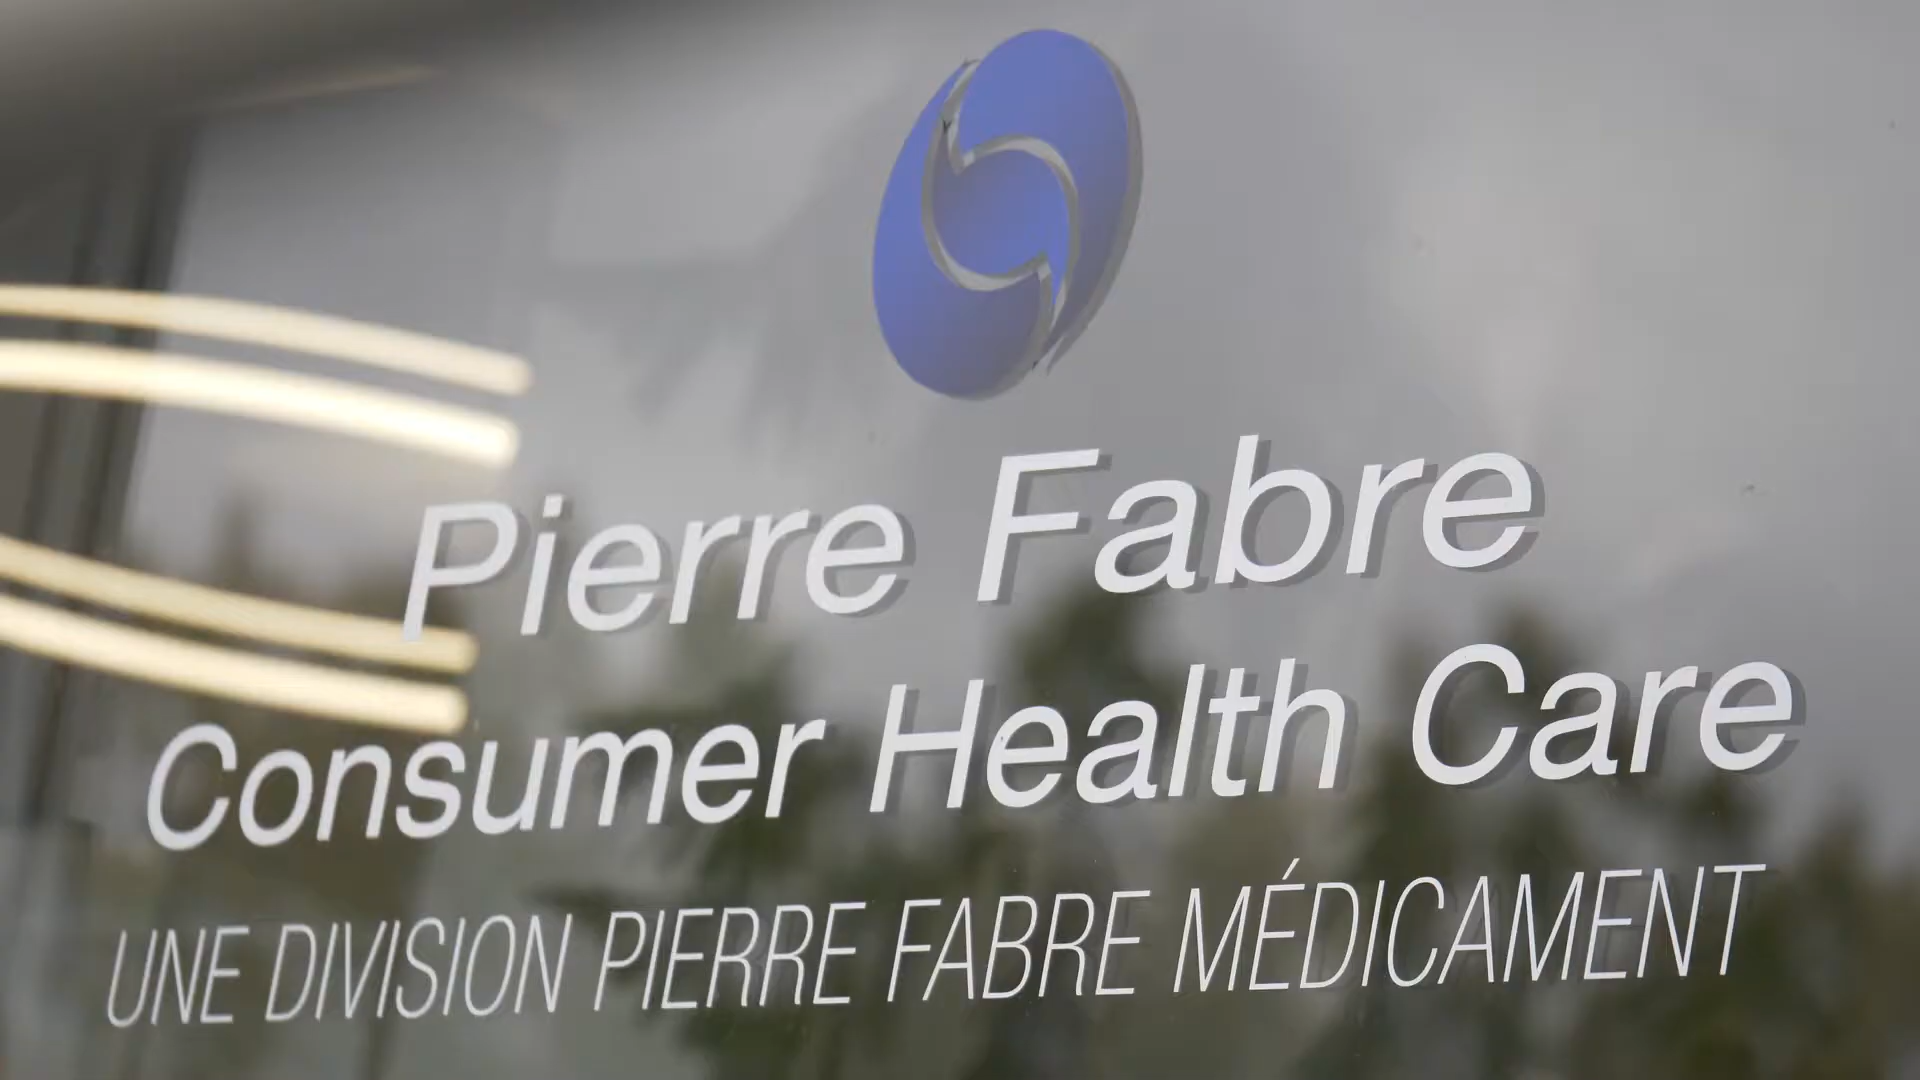 Pierre Fabre
Consumer Health Care
UNE DIVISION PIERRE FABRE MÉDICAMENT